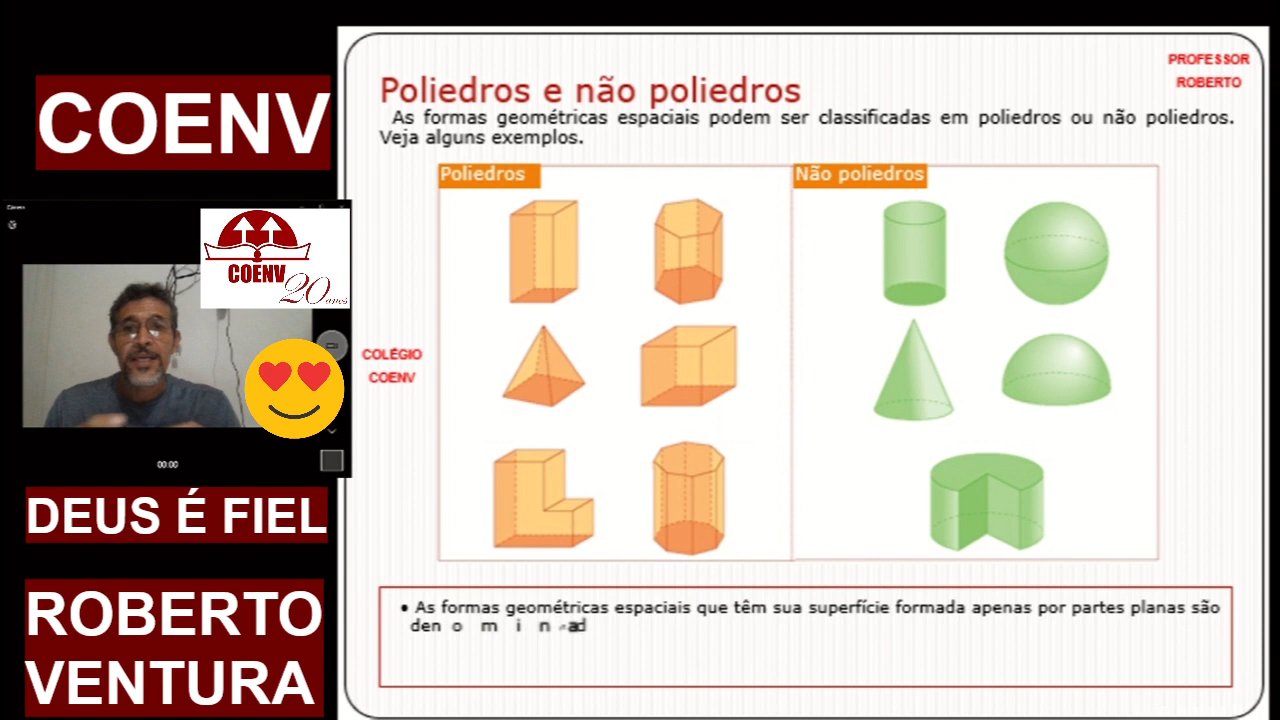 COENV
COENV
20 anos
00:00
DEUS É FIEL
ROBERTO
VENTURA
PROFESSOR
ROBERTO
Poliedros e não poliedros
As formas geométricas espaciais podem ser classificadas em poliedros ou não poliedros.
Veja alguns exemplos.
Poliedros
Não poliedros
COLÉGIO
COENV
• As formas geométricas espaciais que têm sua superfície formada apenas por partes planas são
den o m i n ad